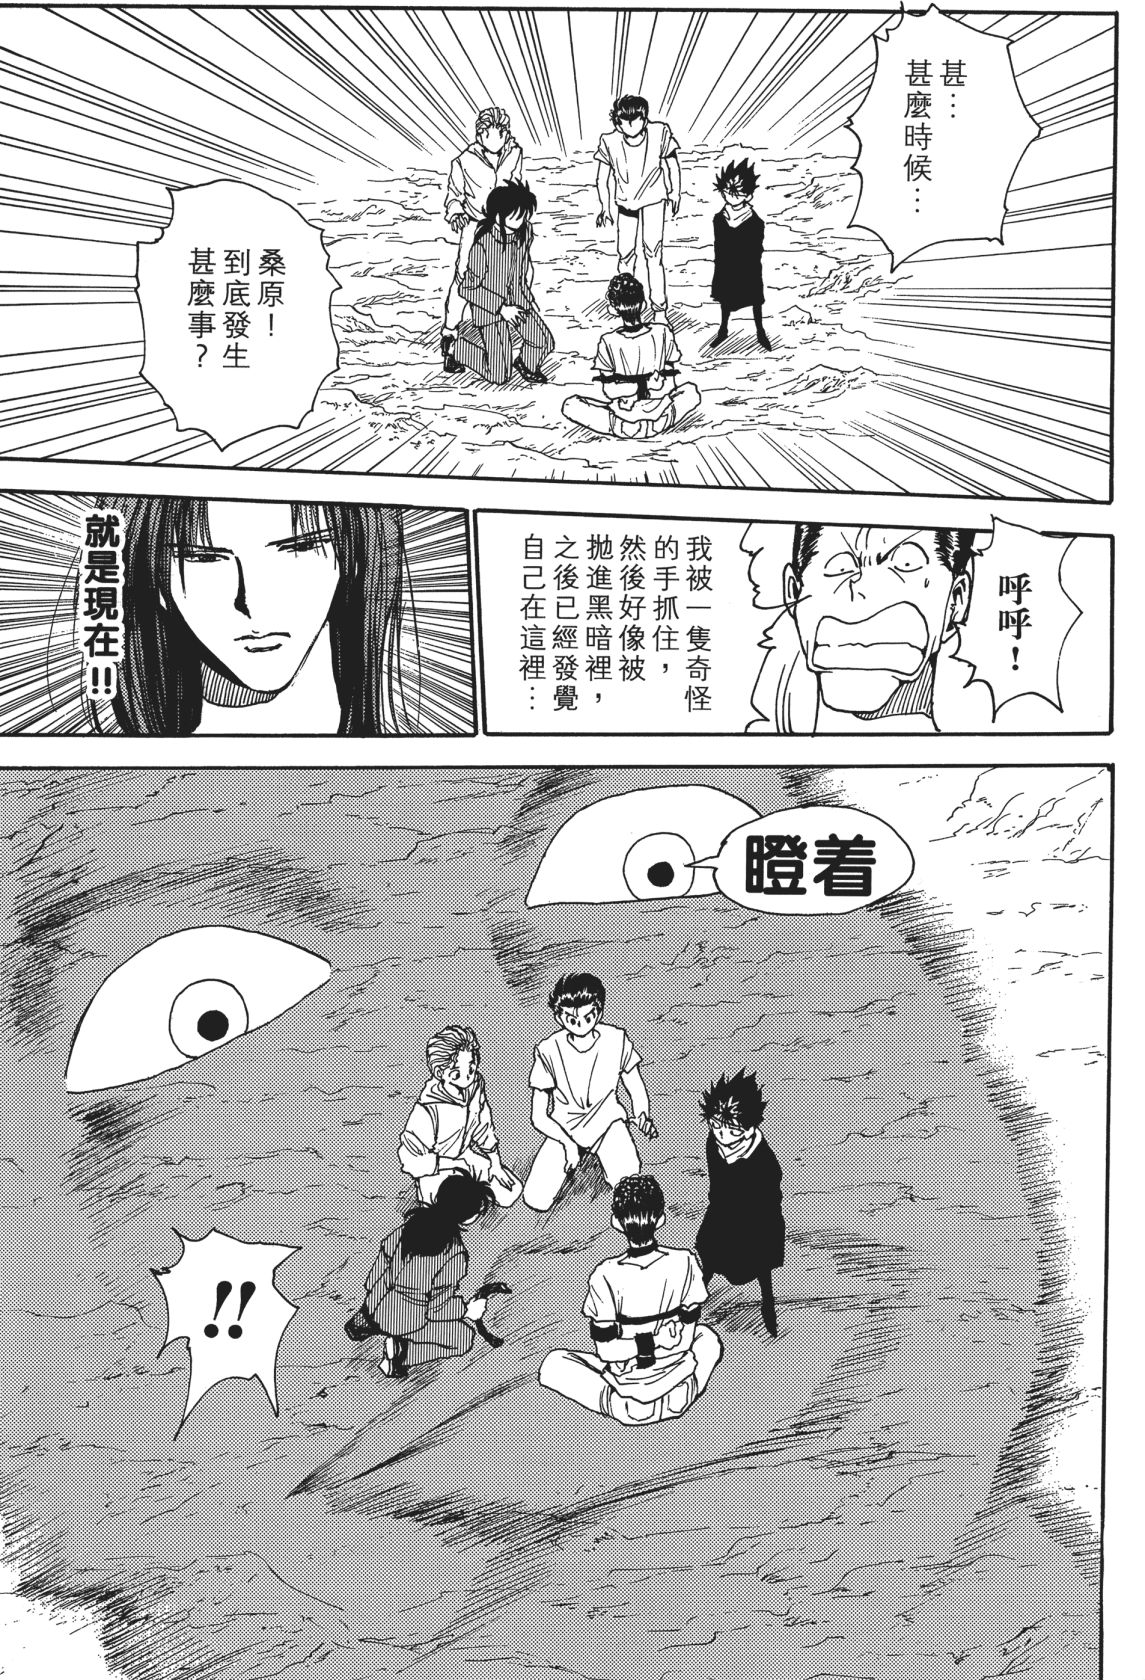 甚…
甚麼時候…
桑原！
到底發生
甚麼事？
呼呼！
我被一隻奇怪
的手抓住，
然後好像被
拋進黑暗裡，
之後已經發覺
自己在這裡…
就是現在!!
瞪着
!!